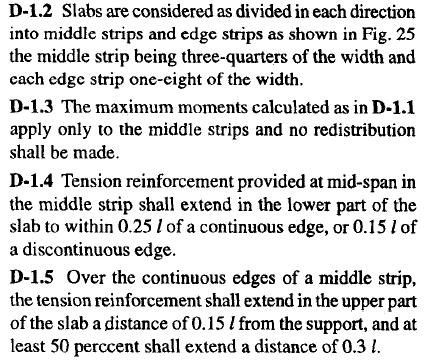 D-1.2 Slabs are considered as divided in each direction
into middle strips and edge strips as shown in Fig. 25
the middle strip being three-quarters of the width and
each edge strip one-eight of the width.
D-1.3 The maximum moments calculated as in D-1.1
apply only to the middle strips and no redistribution
shall be made.
D-1.4 Tension reinforcement provided at mid-span in
the middle strip shall extend in the lower part of the
slab to within 0.25 l of a continuous edge, or 0.15 l of
a discontinuous edge.
D-1.5 Over the continuous edges of a middle strip,
the tension reinforcement shall extend in the upper part
of the slab a distance of 0.15 l from the support, and at
least 50 perccent shall extend a distance of 0.3 l.